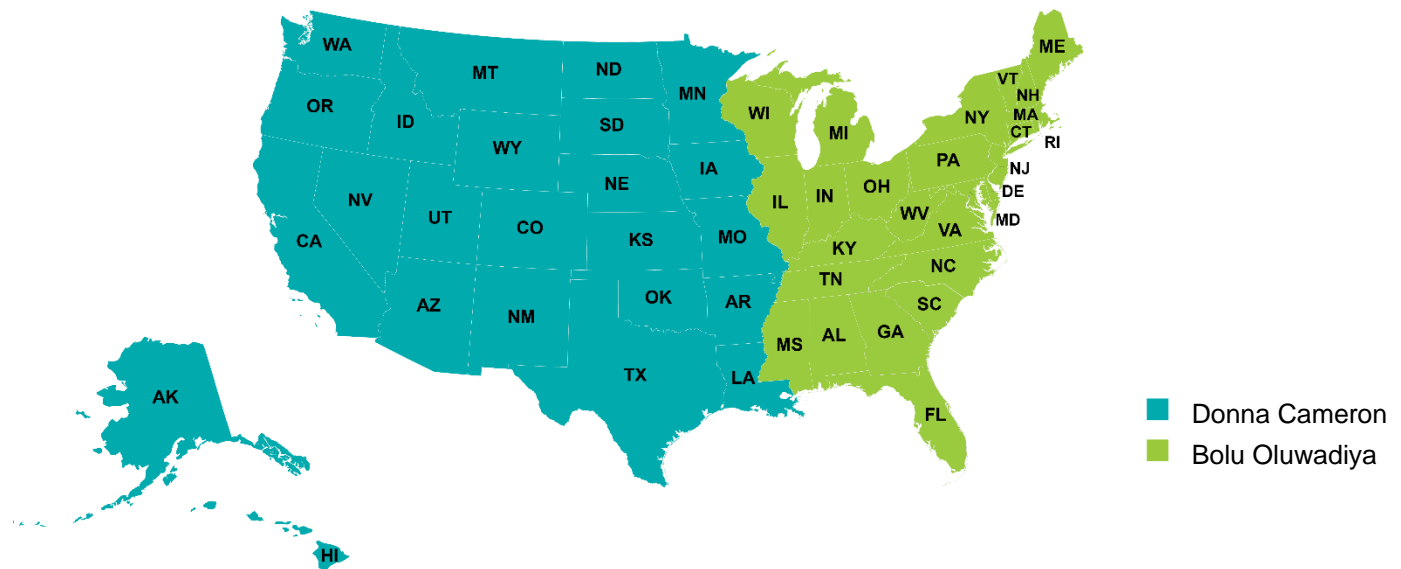 WA
MT
ND
MN
OR
ID
SD
WY
WI
MI
NY
VT
NH
ME
MA
CT
RI
IA
NE
PA
NJ
NV
UT
CO
IL
IN
OH
DE
WV
MD
CA
KS
MO
VA
KY
NC
TN
AZ
NM
OK
AR
SC
MS
AL
GA
TX
LA
FL
AK
HI
Donna Cameron
Bolu Oluwadiya